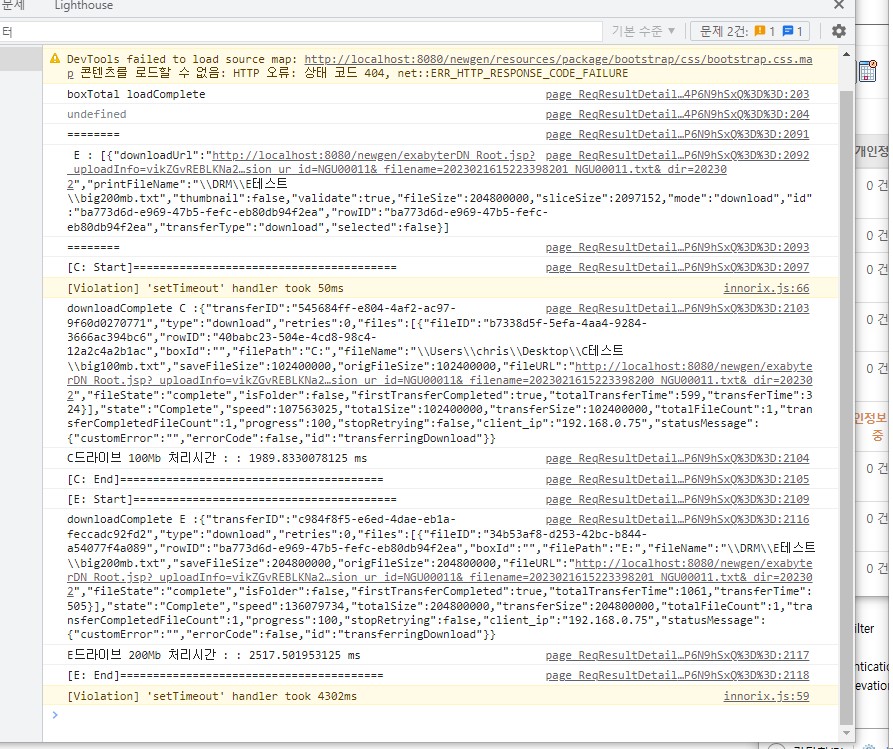 문제
Lighthouse
터
기본 수준 ▼
문제 2건: 1 1
DevTools failed to load source map: http://localhost:8080/newgen/resources/package/bootstrap/css/bootstrap.css.ma
p 콘텐츠를 로드할 수 없음: HTTP 오류: 상태 코드 404, net::ERR_HTTP_RESPONSE_CODE_FAILURE
boxTotal loadComplete page_ReqResultDetail…4P6N9hSxQ%3D%3D:203
undefined page_ReqResultDetail…4P6N9hSxQ%3D%3D:204
======== page_ReqResultDetail…P6N9hSxQ%3D%3D:2091
E : [{"downloadUrl":"http://localhost:8080/newgen/exabyterDN_Root.jsp? page_ReqResultDetail…P6N9hSxQ%3D%3D:2092
_uploadInfo=vikZGvREBLKNa2…sion_ur_id=NGU00011&_filename=2023021615223398201_NGU00011.txt&_dir=20230
2","printFileName":"\\DRM\\E테스트
\\big200mb.txt","thumbnail":false,"validate":true,"fileSize":204800000,"sliceSize":2097152,"mode":"download","id"
:"ba773d6d-e969-47b5-fefc-eb80db94f2ea","rowID":"ba773d6d-e969-47b5-fefc-
eb80db94f2ea","transferType":"download","selected":false}]
======== page_ReqResultDetail…P6N9hSxQ%3D%3D:2093
[C: Start]======================================= page_ReqResultDetail…P6N9hSxQ%3D%3D:2097
[Violation] 'setTimeout' handler took 50ms innorix.js:66
downloadComplete C :{"transferID":"545684ff-e804-4af2-ac97- page_ReqResultDetail…P6N9hSxQ%3D%3D:2103
9f60d0270771","type":"download","retries":0,"files":[{"fileID":"b7338d5f-5efa-4aa4-9284-
3666ac394bc6","rowID":"40babc23-504e-4cd8-98c4-
12a2c4a2b1ac","boxId":"","filePath":"C:","fileName":"\\Users\\chris\\Desktop\\C테스트
\\big100mb.txt","saveFileSize":102400000,"origFileSize":102400000,"fileURL":"http://localhost:8080/newgen/exabyte
rDN_Root.jsp?_uploadInfo=vikZGvREBLKNa2…sion_ur_id=NGU00011&_filename=2023021615223398200_NGU00011.txt&_dir=20230
2","fileState":"complete","isFolder":false,"firstTransferCompleted":true,"totalTransferTime":599,"transferTime":3
24}],"state":"Complete","speed":107563025,"totalSize":102400000,"transferSize":102400000,"totalFileCount":1,"tran
sferCompletedFileCount":1,"progress":100,"stopRetrying":false,"client_ip":"192.168.0.75","statusMessage":
{"customError":"","errorCode":false,"id":"transferringDownload"}}
C드라이브 100Mb 처리시간 : : 1989.8330078125 ms page_ReqResultDetail…P6N9hSxQ%3D%3D:2104
[C: End]======================================= page_ReqResultDetail…P6N9hSxQ%3D%3D:2105
[E: Start]======================================= page_ReqResultDetail…P6N9hSxQ%3D%3D:2109
downloadComplete E :{"transferID":"c984f8f5-e6ed-4dae-eb1a- page_ReqResultDetail…P6N9hSxQ%3D%3D:2116
feccadc92fd2","type":"download","retries":0,"files":[{"fileID":"34b53af8-d253-42bc-b844-
a54077f4a089","rowID":"ba773d6d-e969-47b5-fefc-eb80db94f2ea","boxId":"","filePath":"E:","fileName":"\\DRM\\E테스트
\\big200mb.txt","saveFileSize":204800000,"origFileSize":204800000,"fileURL":"http://localhost:8080/newgen/exabyte
rDN_Root.jsp?_uploadInfo=vikZGvREBLKNa2…sion_ur_id=NGU00011&_filename=2023021615223398201_NGU00011.txt&_dir=20230
2","fileState":"complete","isFolder":false,"firstTransferCompleted":true,"totalTransferTime":1061,"transferTime":
505}],"state":"Complete","speed":136079734,"totalSize":204800000,"transferSize":204800000,"totalFileCount":1,"tra
nsferCompletedFileCount":1,"progress":100,"stopRetrying":false,"client_ip":"192.168.0.75","statusMessage":
{"customError":"","errorCode":false,"id":"transferringDownload"}}
E드라이브 200Mb 처리시간 : : 2517.501953125 ms page_ReqResultDetail…P6N9hSxQ%3D%3D:2117
[E: End]======================================= page_ReqResultDetail…P6N9hSxQ%3D%3D:2118
[Violation] 'setTimeout' handler took 4302ms innorix.js:59
개인정
0 건
0 건
0 건
0 건
0 건
인정보
중
0 건
0 건
0 건
ilter
nticatio
evation